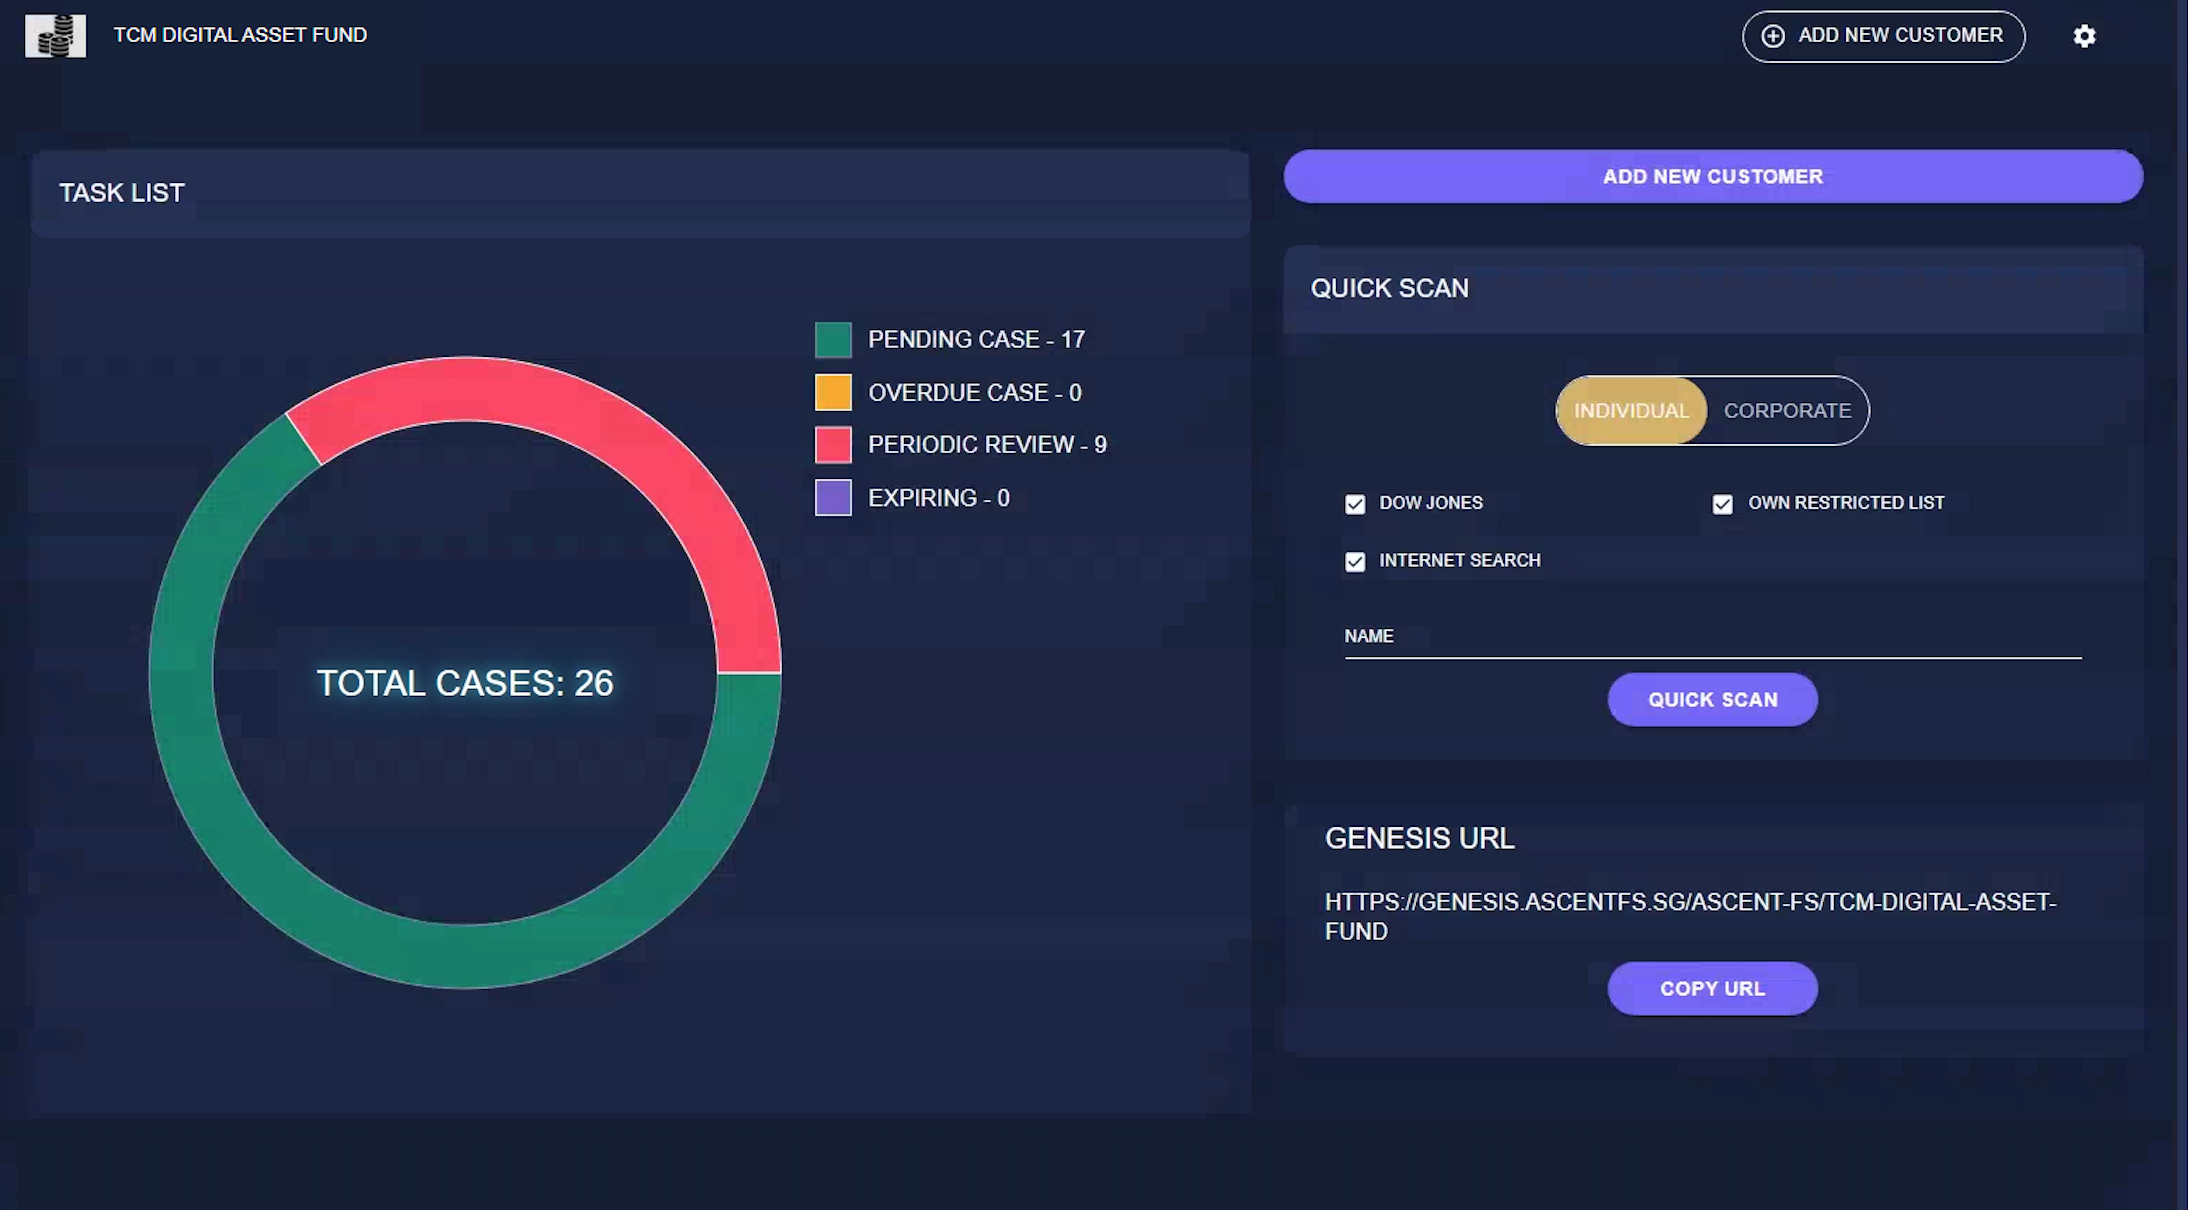 TCM DIGITAL ASSET FUND
ADD NEW CUSTOMER
TASK LIST
PENDING CASE - 17
OVERDUE CASE - 0
PERIODIC REVIEW - 9
EXPIRING - 0
TOTAL CASES: 26
ADD NEW CUSTOMER
QUICK SCAN
INDIVIDUAL
CORPORATE
DOW JONES
OWN RESTRICTED LIST
INTERNET SEARCH
NAME
QUICK SCAN
GENESIS URL
HTTPS://GENESIS.ASCENTFS.SG/ASCENT-FS/TCM-DIGITAL-ASSET-
FUND
COPY URL